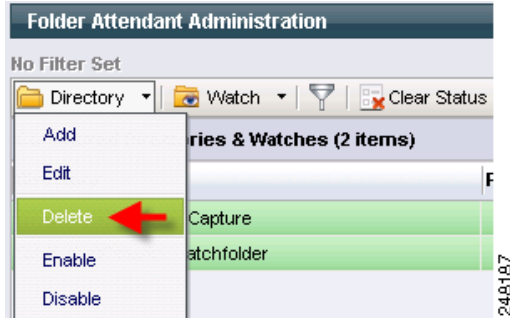 Folder Attendant Administration
No Filter Set
Directory Watch Clear Status
Add
ries & Watches (2 items)
Edit
Delete
Capture
Enable
atchfolder
Disable
248187